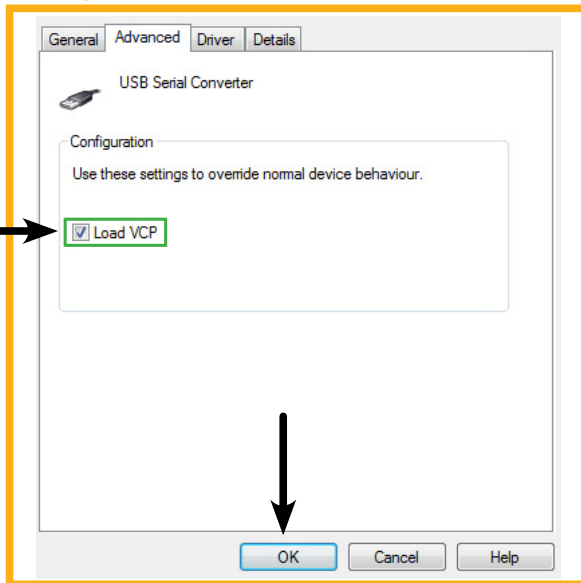 General Advanced Driver Details
USB Serial Converter
Configuration
Use these settings to override normal device behaviour.
Load VCP
OK Cancel Help